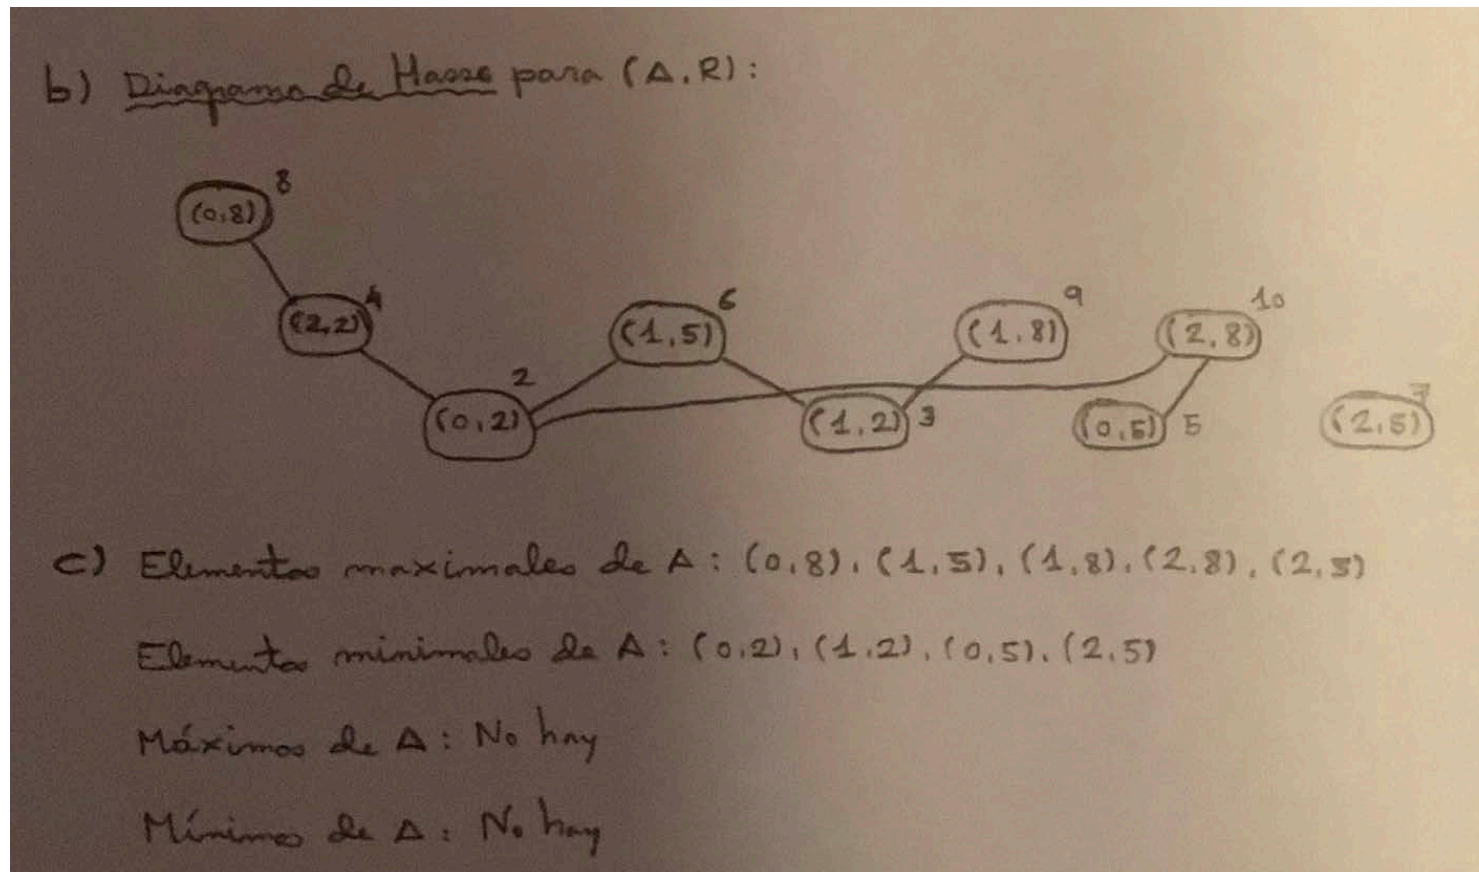 b) Diagrama de Hasse para (A,R):
8
(0,8)
4 6 9 10
(2,2) (1,5) (1,8) (2,8)
2 7
(0,2) (1,2) 3 (0,5) 5 (2,5)
c) Elementos maximales de A: (0,8), (1,5), (1,8), (2,8), (2,5)
Elementos minimales de A: (0,2), (1,2), (0,5), (2,5)
Máximos de A: No hay
Mínimos de A: No hay